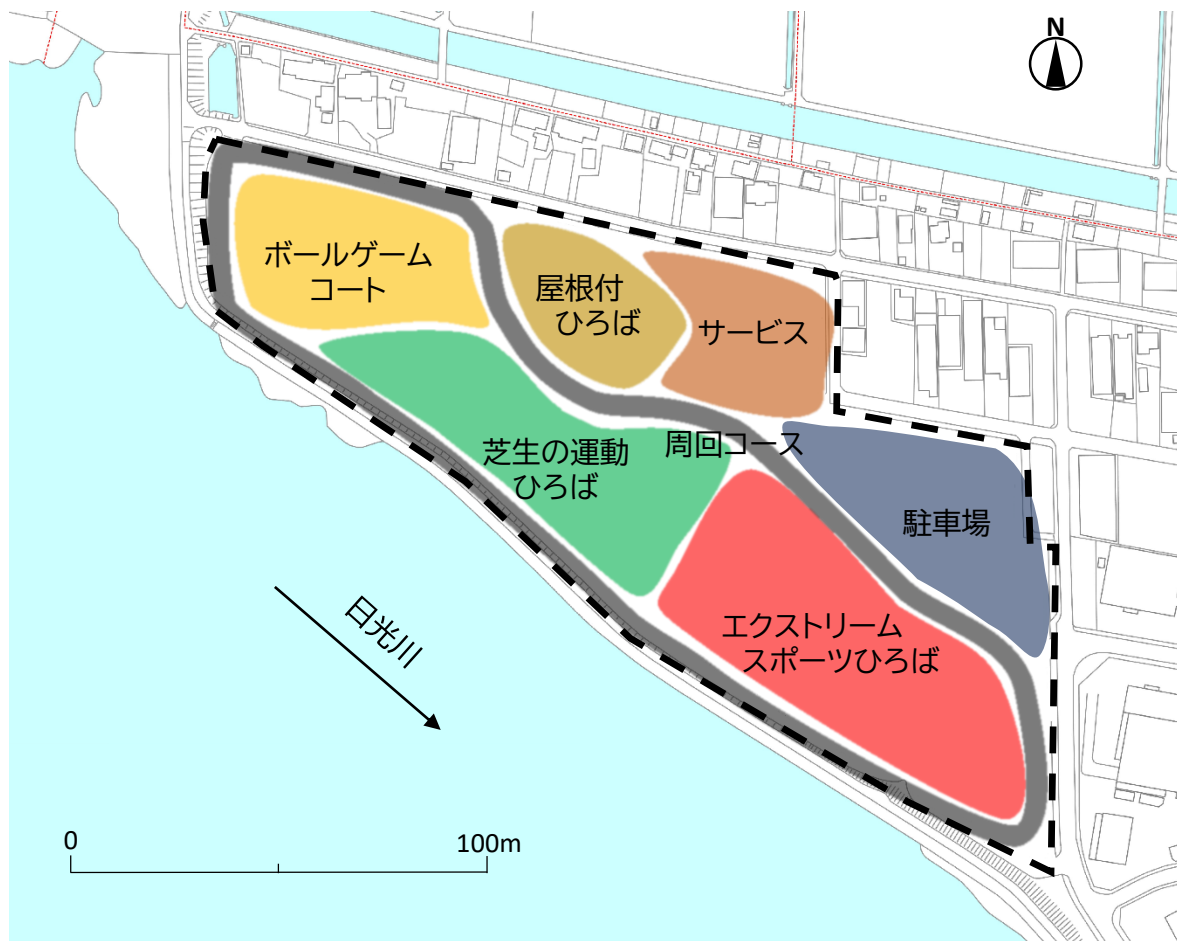 N
ボールゲーム
コート
屋根付
ひろば
サービス
芝生の運動
ひろば
周回コース
駐車場
エクストリーム
スポーツひろば
日光川
0
100m